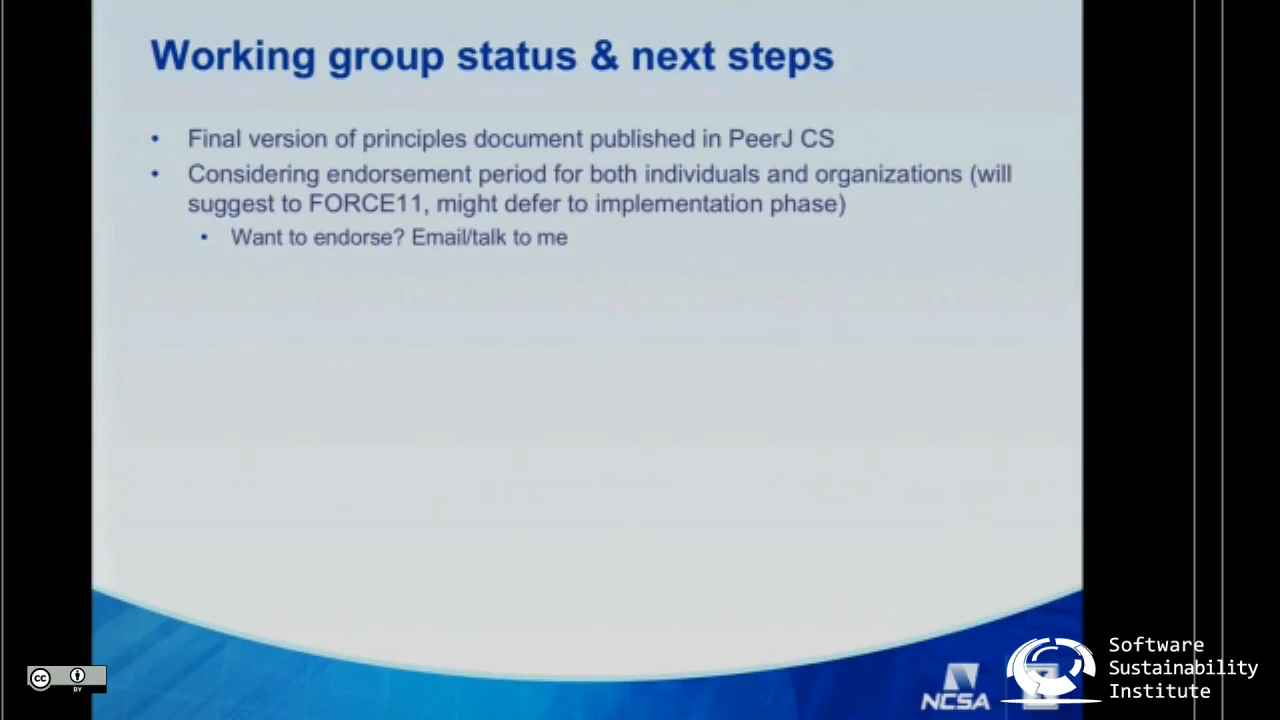 Working group status & next steps
• Final version of principles document published in PeerJ CS
• Considering endorsement period for both individuals and organizations (will
suggest to FORCE11, might defer to implementation phase)
• Want to endorse? Email/talk to me
cc
BY
NCSA
Software
Sustainability
Institute